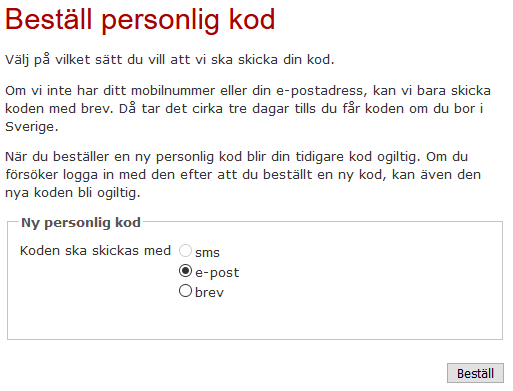 Beställ personlig kod
Välj på vilket sätt du vill att vi ska skicka din kod.
Om vi inte har ditt mobilnummer eller din e-postadress, kan vi bara skicka
koden med brev. Då tar det cirka tre dagar tills du får koden om du bor i
Sverige.
När du beställer en ny personlig kod blir din tidigare kod ogiltig. Om du
försöker logga in med den efter att du beställt en ny kod, kan även den
nya koden bli ogiltig.
Ny personlig kod
Koden ska skickas med sms
e-post
brev
Beställ